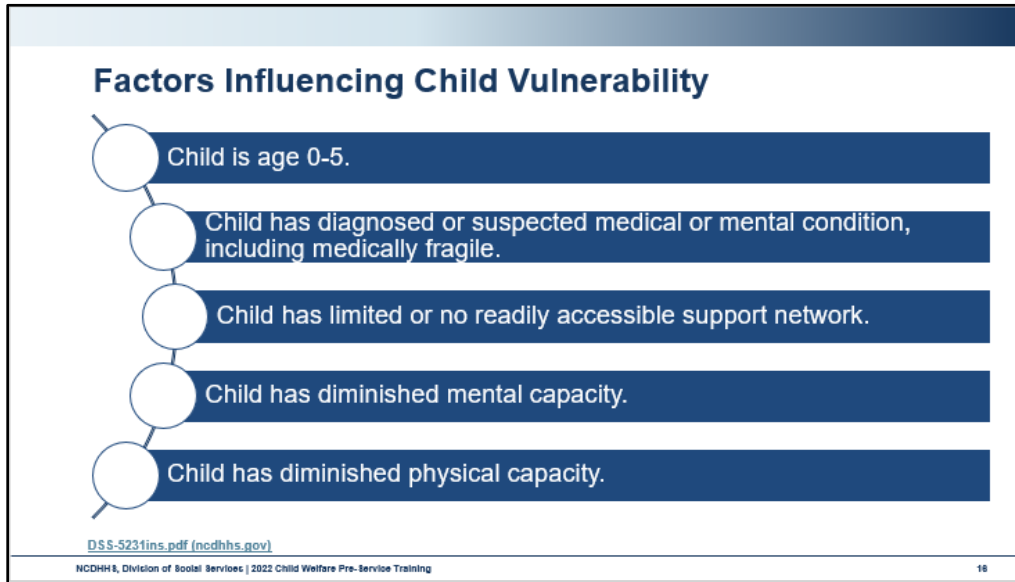 Factors Influencing Child Vulnerability
Child is age 0-5.
Child has diagnosed or suspected medical or mental condition,
including medically fragile.
Child has limited or no readily accessible support network.
Child has diminished mental capacity.
Child has diminished physical capacity.
DSS-5231ins.pdf (ncdhhs.gov)
NCDHHS, Division of Social Services | 2022 Child Welfare Pre-Service Training 16